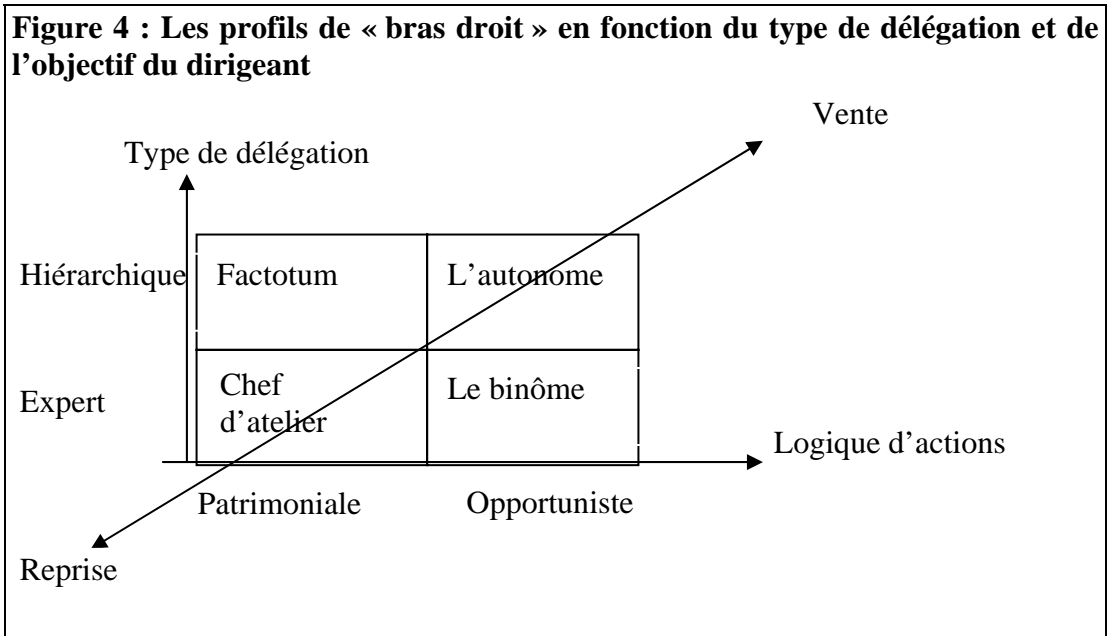 Figure 4 : Les profils de « bras droit » en fonction du type de délégation et de
l’objectif du dirigeant
Vente
Type de délégation
Hiérarchique
Factotum
L’autonome
Expert
Chef
d’atelier
Le binôme
Logique d’actions
Patrimoniale
Opportuniste
Reprise